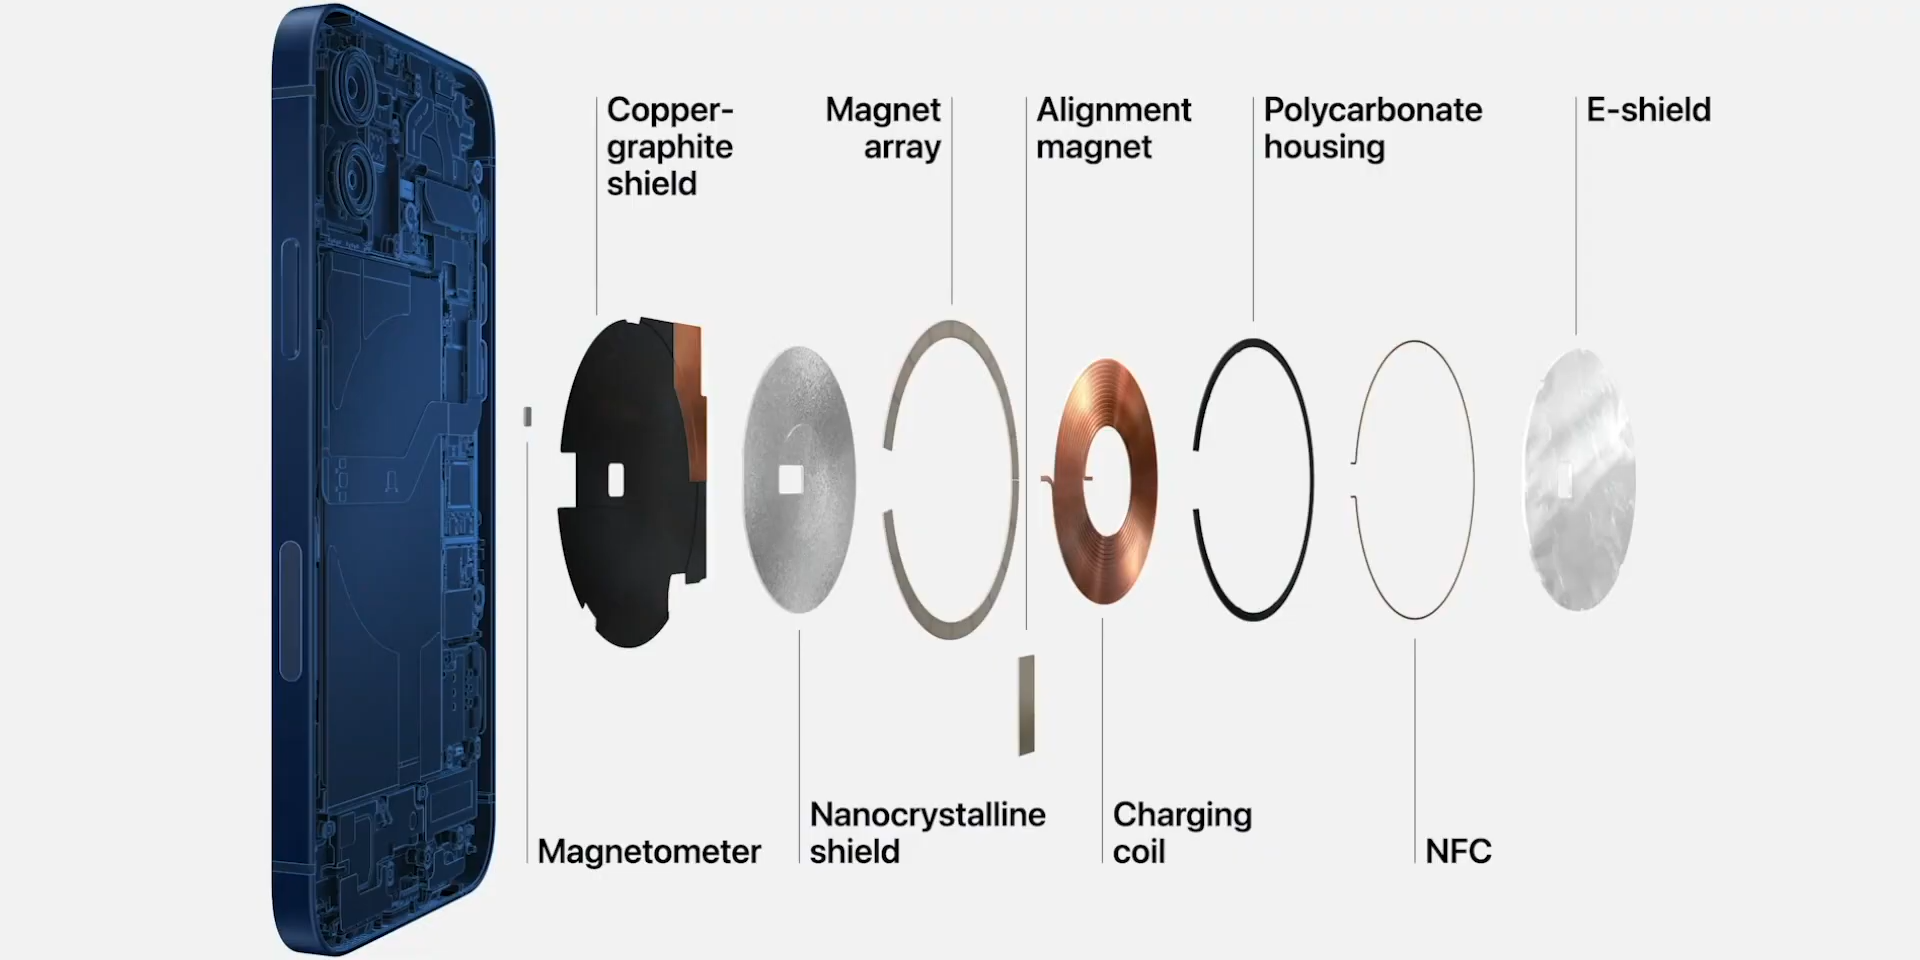 Copper-
graphite
shield
Magnet
array
Alignment
magnet
Polycarbonate
housing
E-shield
Magnetometer
Nanocrystalline
shield
Charging
coil
NFC